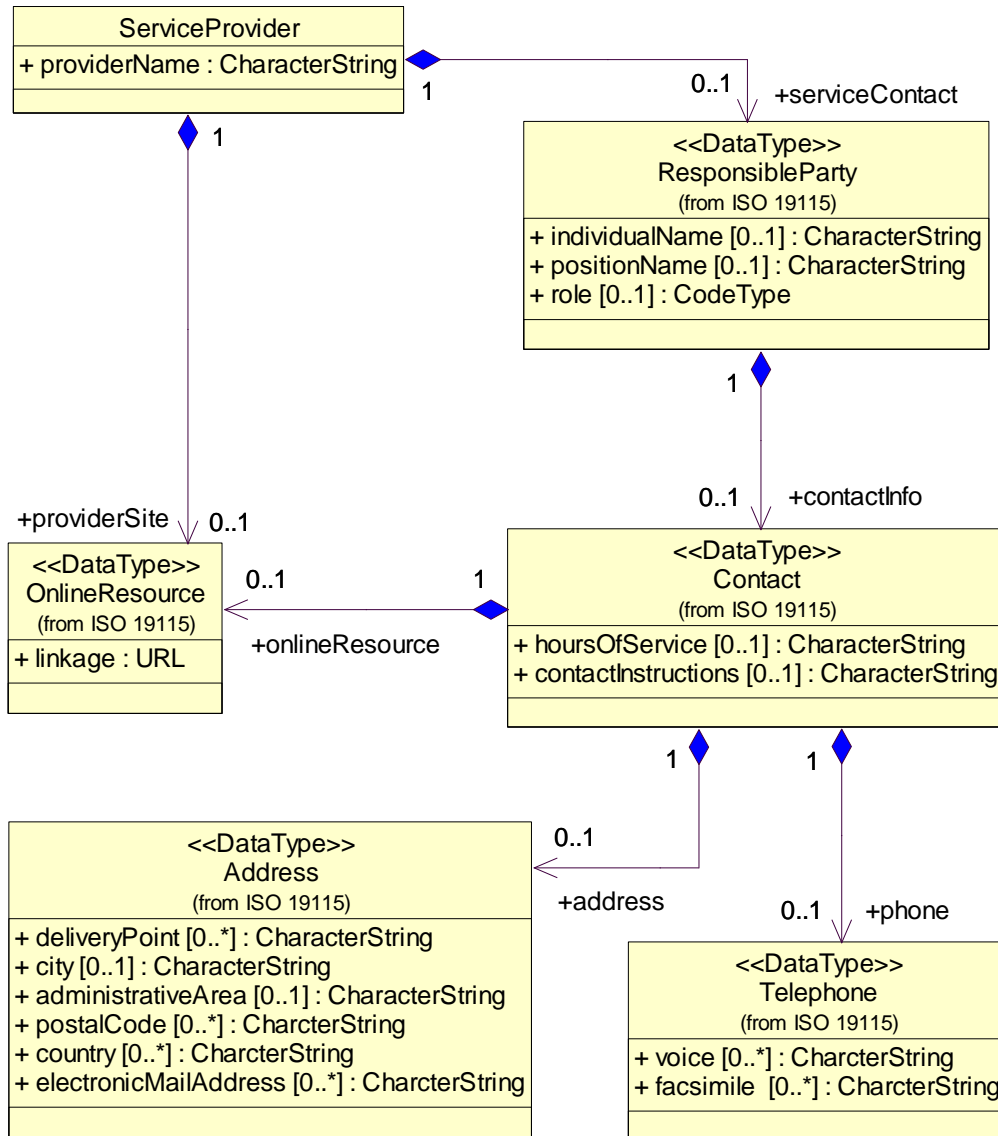 ServiceProvider
+ providerName : CharacterString
1
0..1
+serviceContact
1
<<DataType>>
ResponsibleParty
(from ISO 19115)
+ individualName [0..1] : CharacterString
+ positionName [0..1] : CharacterString
+ role [0..1] : CodeType
1
0..1
+contactInfo
+providerSite
0..1
<<DataType>>
OnlineResource
(from ISO 19115)
+ linkage : URL
0..1
1
+onlineResource
<<DataType>>
Contact
(from ISO 19115)
+ hoursOfService [0..1] : CharacterString
+ contactInstructions [0..1] : CharacterString
1
1
0..1
+address
0..1
+phone
<<DataType>>
Address
(from ISO 19115)
+ deliveryPoint [0..*] : CharacterString
+ city [0..1] : CharacterString
+ administrativeArea [0..1] : CharacterString
+ postalCode [0..*] : CharcterString
+ country [0..*] : CharcterString
+ electronicMailAddress [0..*] : CharcterString
<<DataType>>
Telephone
(from ISO 19115)
+ voice [0..*] : CharcterString
+ facsimile [0..*] : CharcterString